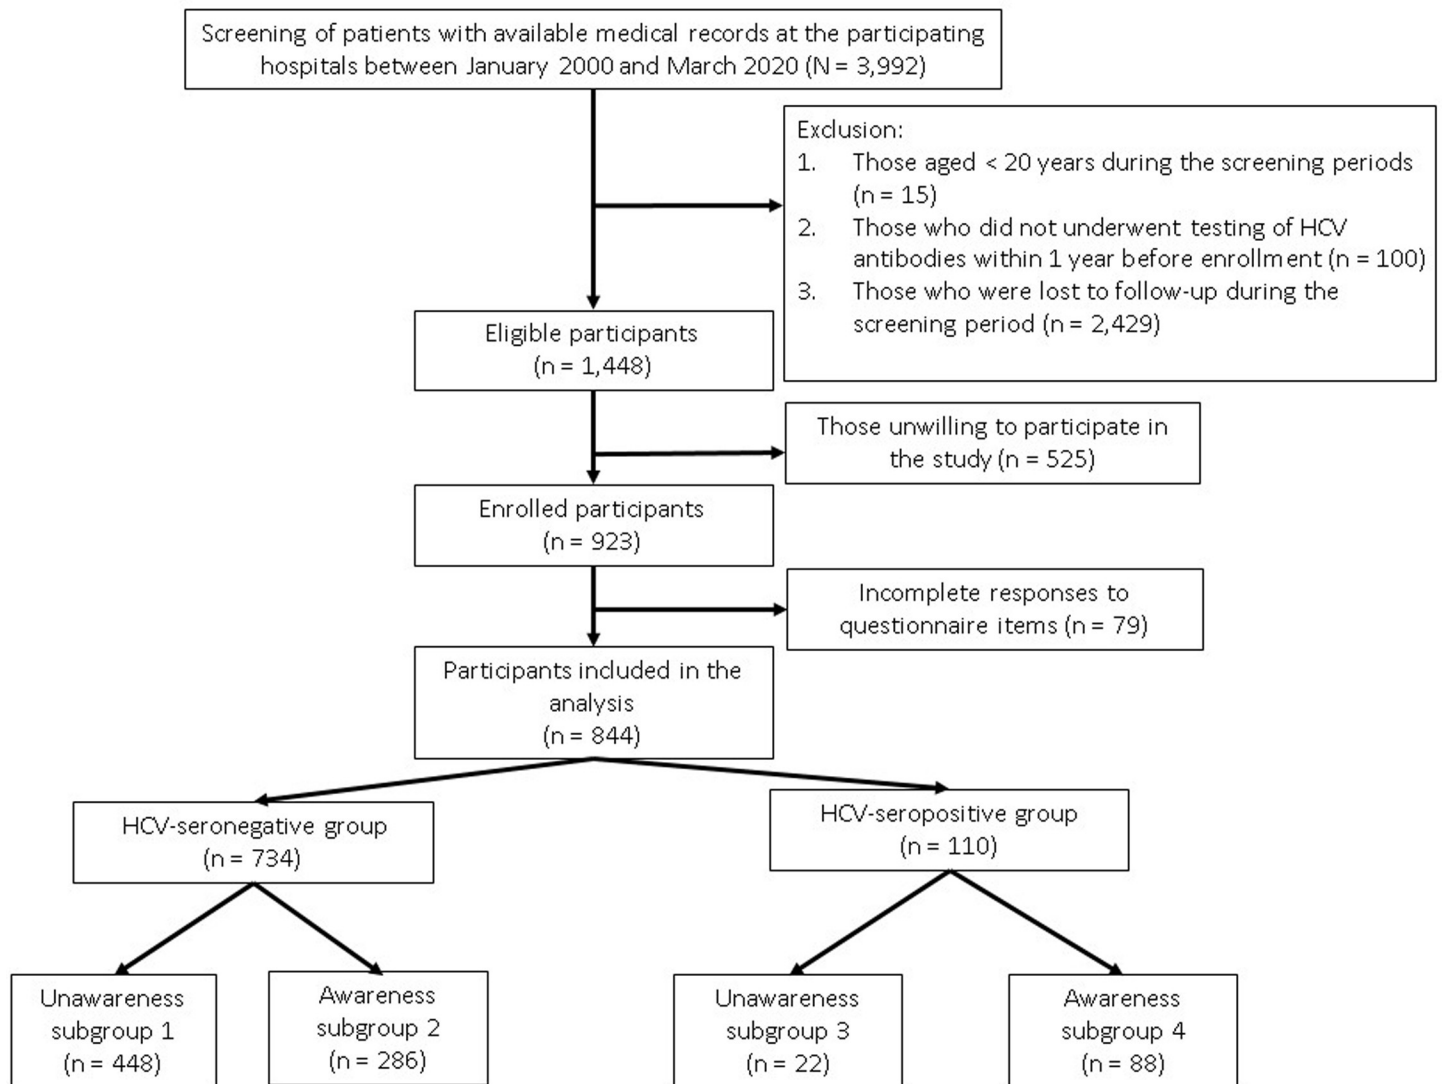 Screening of patients with available medical records at the participating
hospitals between January 2000 and March 2020 (N = 3,992)
Exclusion:
1. Those aged < 20 years during the screening periods
(n = 15)
2. Those who did not underwent testing of HCV
antibodies within 1 year before enrollment (n = 100)
3. Those who were lost to follow-up during the
screening period (n = 2,429)
Eligible participants
(n = 1,448)
Those unwilling to participate in
the study (n = 525)
Enrolled participants
(n = 923)
Incomplete responses to
questionnaire items (n = 79)
Participants included in the
analysis
(n = 844)
HCV-seronegative group
(n = 734)
HCV-seropositive group
(n = 110)
Unawareness
subgroup 1
(n = 448)
Awareness
subgroup 2
(n = 286)
Unawareness
subgroup 3
(n = 22)
Awareness
subgroup 4
(n = 88)